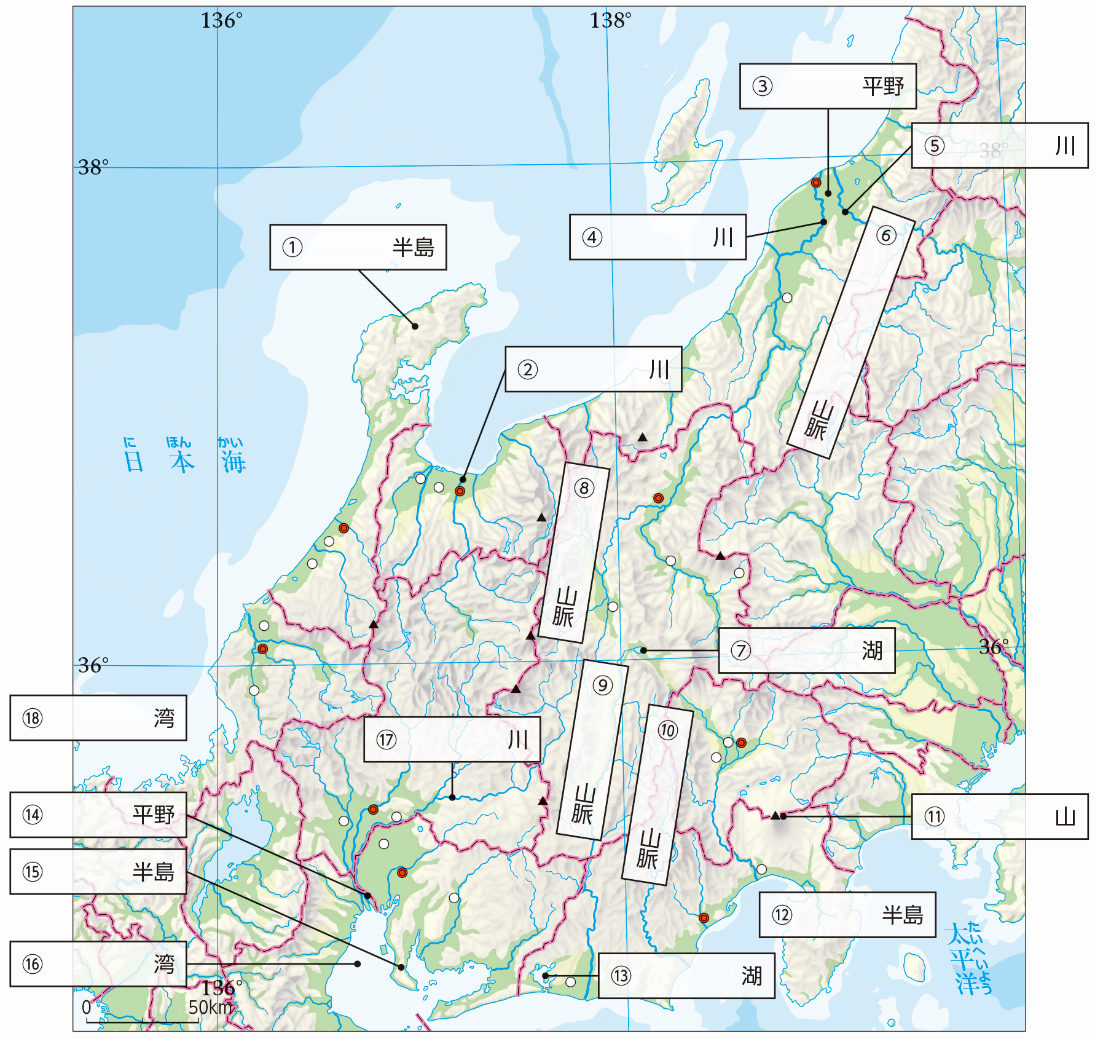 136°
138°
③ 平野
⑤ 川
38°
38°
④ 川
⑥ 山脈
① 半島
② 川
にほんかい
日本海
⑧ 山脈
⑦ 湖
36°
36°
⑨ 山脈
⑱ 湾
⑩ 山脈
⑰ 川
⑭ 平野
⑪ 山
⑮ 半島
⑫ 半島
たいへいよう
太平洋
⑯ 湾
⑬ 湖
136°
0 50km